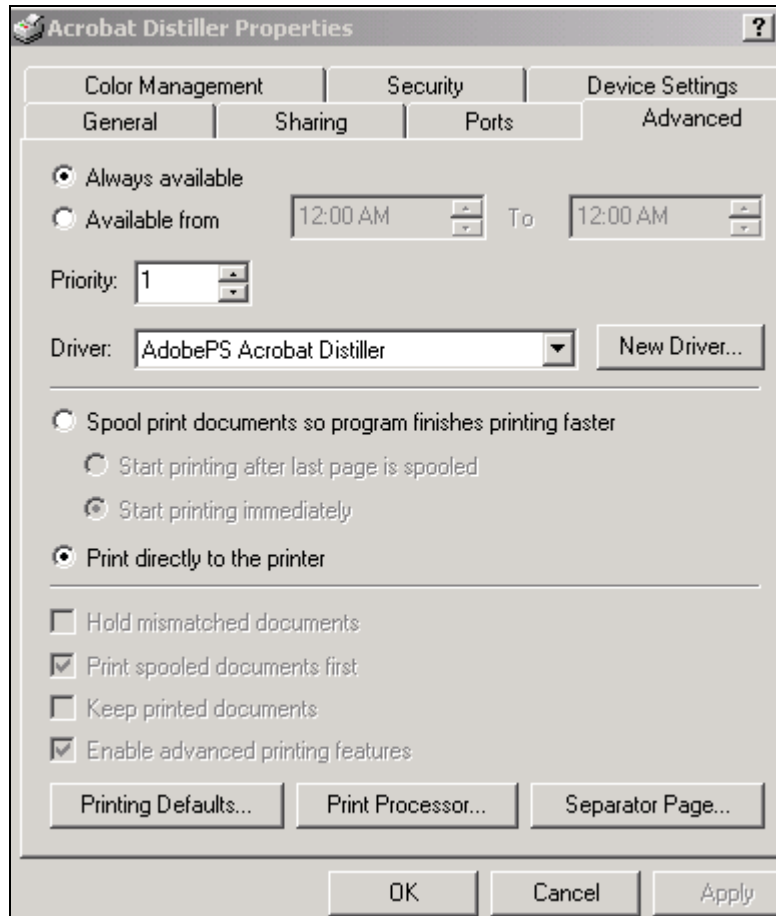 Acrobat Distiller Properties ?
Color Management Security Device Settings
General Sharing Ports Advanced
Always available
Available from 12:00 AM To 12:00 AM
Priority: 1
Driver: AdobePS Acrobat Distiller New Driver...
Spool print documents so program finishes printing faster
Start printing after last page is spooled
Start printing immediately
Print directly to the printer
Hold mismatched documents
Print spooled documents first
Keep printed documents
Enable advanced printing features
Printing Defaults... Print Processor... Separator Page...
OK Cancel Apply